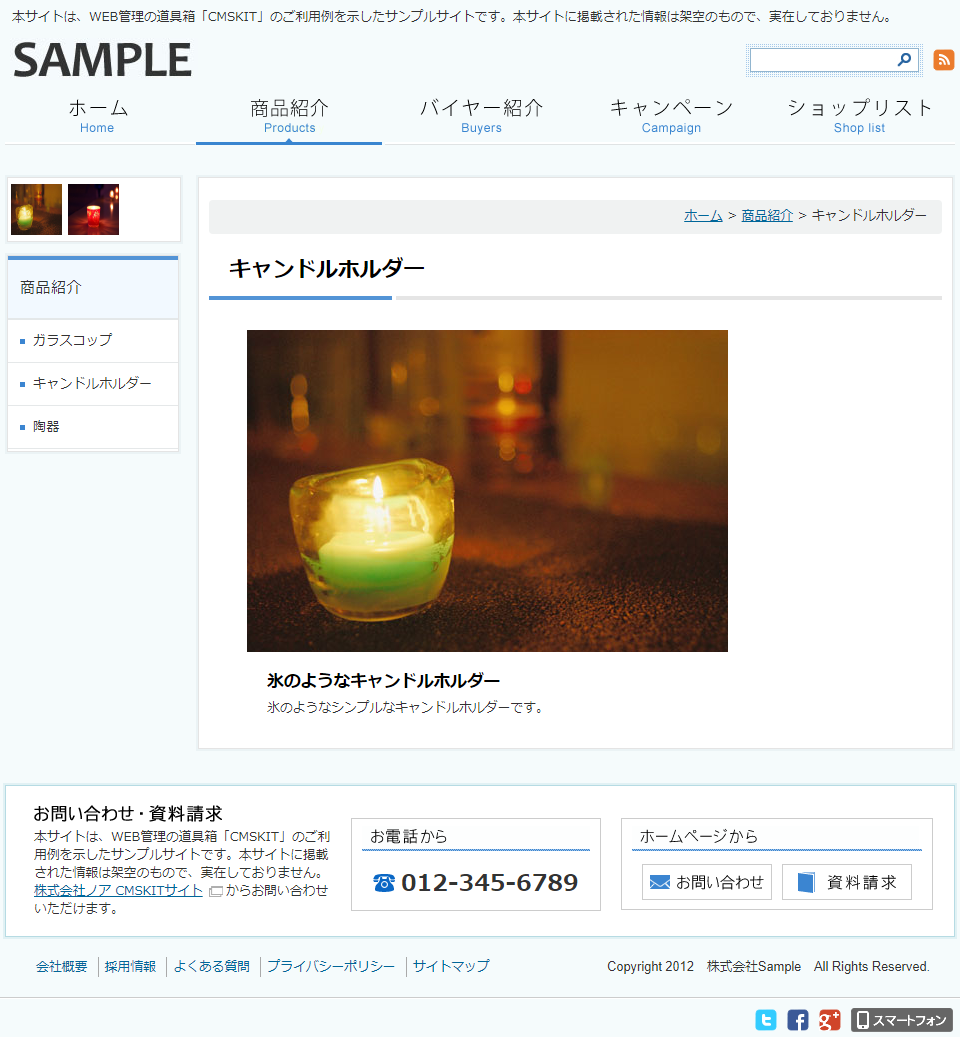 本サイトは、WEB管理の道具箱「CMSKIT」のご利用例を示したサンプルサイトです。本サイトに掲載された情報は架空のもので、実在しておりません。
SAMPLE
ホーム 商品紹介 バイヤー紹介 キャンペーン ショップリスト
Home Products Buyers Campaign Shop list
ホーム > 商品紹介 > キャンドルホルダー
商品紹介
ガラスコップ
キャンドルホルダー
陶器
キャンドルホルダー
氷のようなキャンドルホルダー
氷のようなシンプルなキャンドルホルダーです。
お問い合わせ・資料請求
本サイトは、WEB管理の道具箱「CMSKIT」のご利
用例を示したサンプルサイトです。本サイトに掲載
された情報は架空のもので、実在しておりません。
株式会社ノア CMSKITサイト からお問い合わせ
いただけます。
お電話から
012-345-6789
ホームページから
お問い合わせ 資料請求
会社概要 採用情報 よくある質問 プライバシーポリシー サイトマップ
Copyright 2012 株式会社Sample All Rights Reserved.
スマートフォン